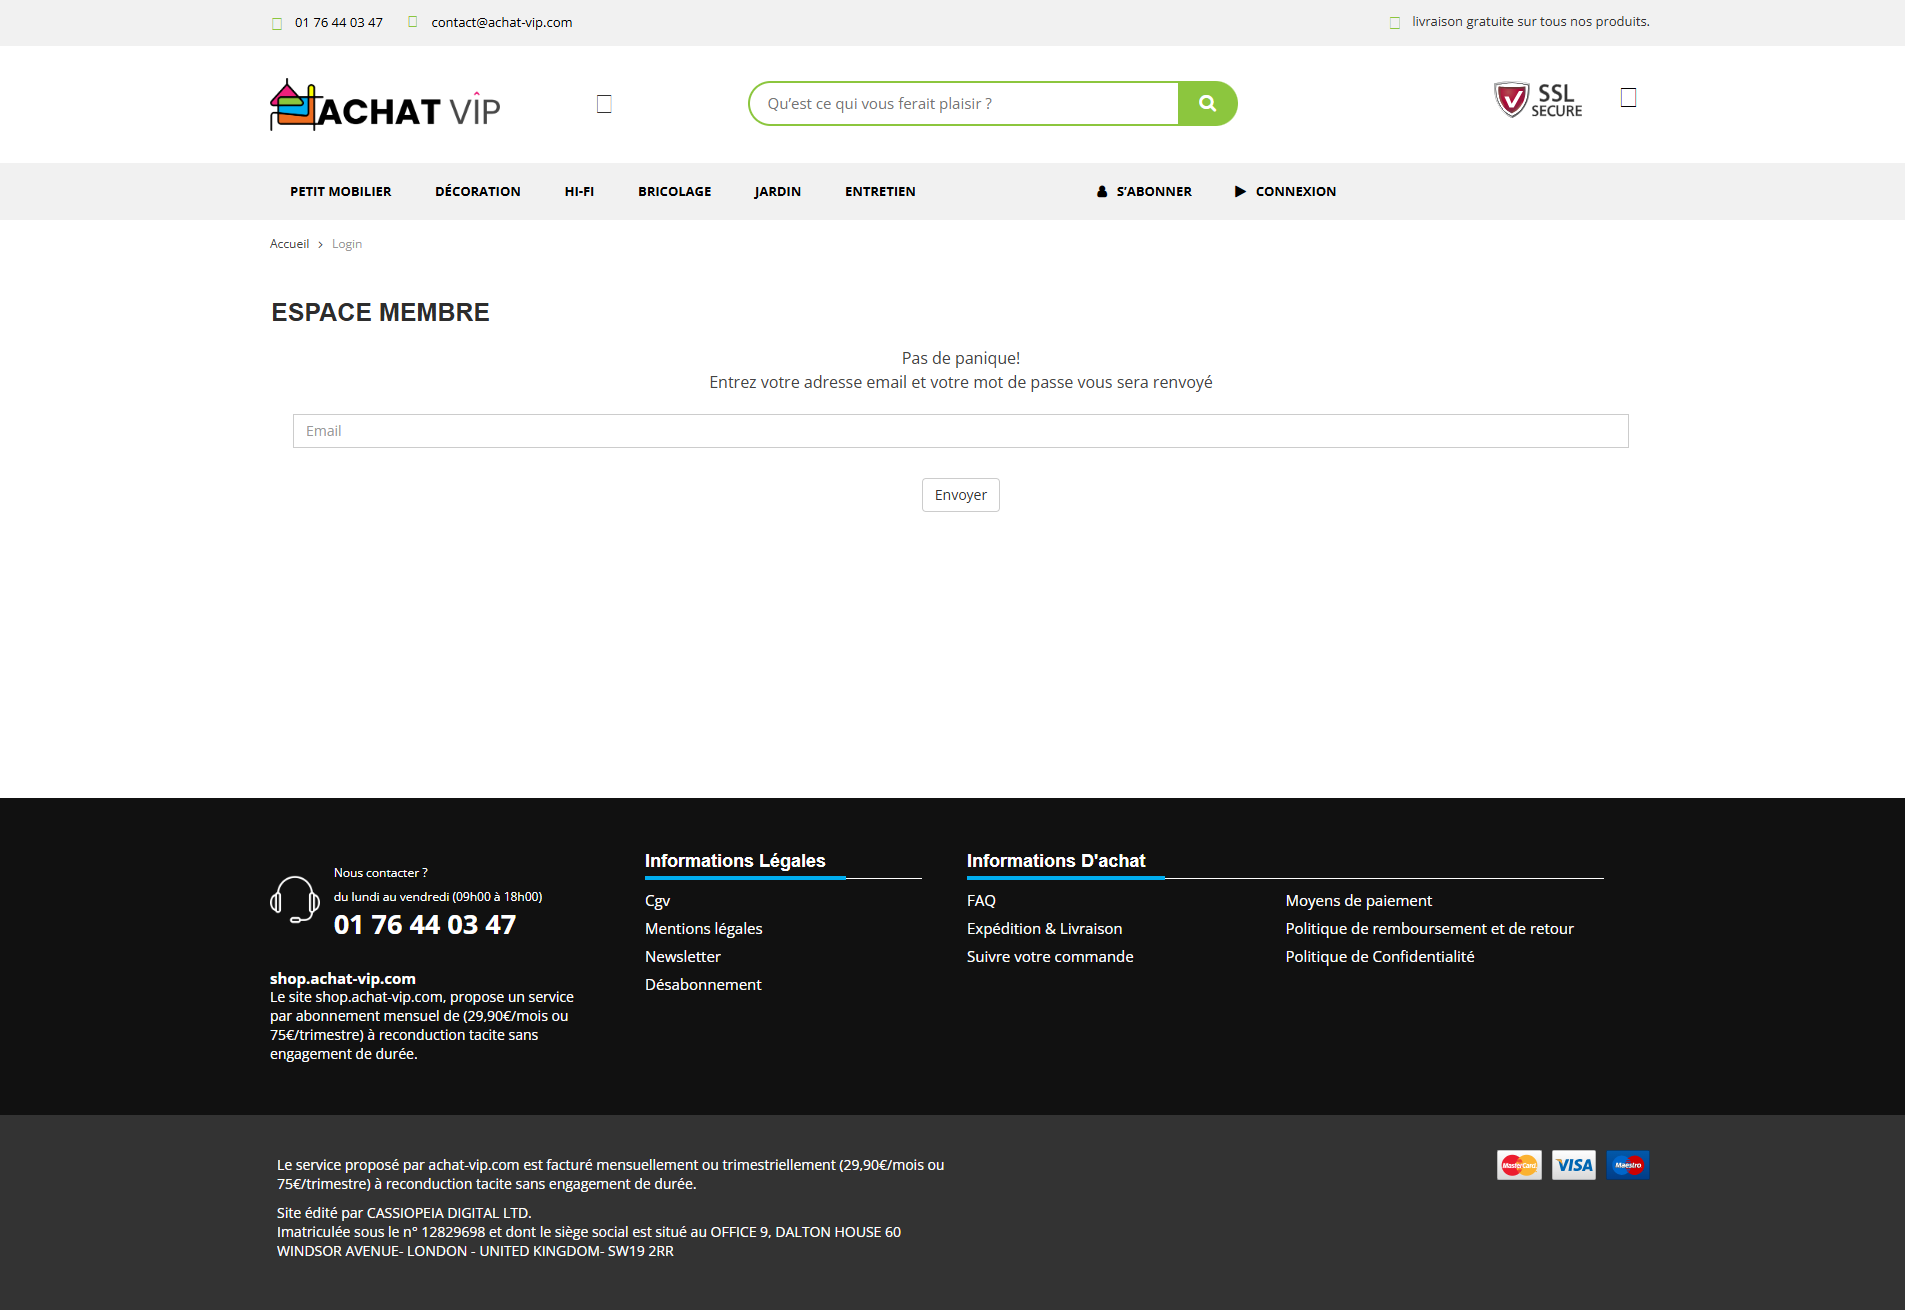 01 76 44 03 47
contact@achat-vip.com
livraison gratuite sur tous nos produits.
ACHAT VIP
Qu’est ce qui vous ferait plaisir ?
SSL
SECURE
PETIT MOBILIER
DÉCORATION
HI-FI
BRICOLAGE
JARDIN
ENTRETIEN
S’ABONNER
CONNEXION
Accueil
Login
ESPACE MEMBRE
Pas de panique!
Entrez votre adresse email et votre mot de passe vous sera renvoyé
Email
Envoyer
Nous contacter ?
du lundi au vendredi (09h00 à 18h00)
01 76 44 03 47
shop.achat-vip.com
Le site shop.achat-vip.com, propose un service
par abonnement mensuel de (29,90€/mois ou
75€/trimestre) à reconduction tacite sans
engagement de durée.
Informations Légales
Cgv
Mentions légales
Newsletter
Désabonnement
Informations D'achat
FAQ
Expédition & Livraison
Suivre votre commande
Moyens de paiement
Politique de remboursement et de retour
Politique de Confidentialité
Le service proposé par achat-vip.com est facturé mensuellement ou trimestriellement (29,90€/mois ou
75€/trimestre) à reconduction tacite sans engagement de durée.
Site édité par CASSIOPEIA DIGITAL LTD.
Imatriculée sous le n° 12829698 et dont le siège social est situé au OFFICE 9, DALTON HOUSE 60
WINDSOR AVENUE- LONDON - UNITED KINGDOM- SW19 2RR
MasterCard
VISA
Maestro